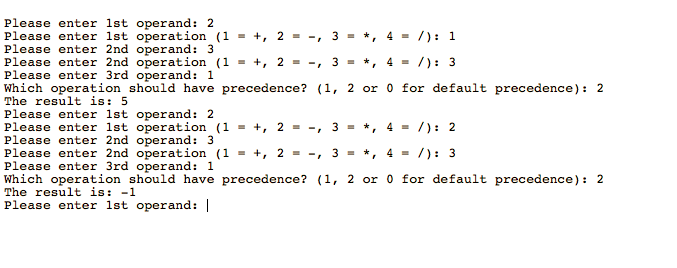 Please enter 1st operand: 2
Please enter 1st operation (1 = +, 2 = -, 3 = *, 4 = /): 1
Please enter 2nd operand: 3
Please enter 2nd operation (1 = +, 2 = -, 3 = *, 4 = /): 3
Please enter 3rd operand: 1
Which operation should have precedence? (1, 2 or 0 for default precedence): 2
The result is: 5
Please enter 1st operand: 2
Please enter 1st operation (1 = +, 2 = -, 3 = *, 4 = /): 2
Please enter 2nd operand: 3
Please enter 2nd operation (1 = +, 2 = -, 3 = *, 4 = /): 3
Please enter 3rd operand: 1
Which operation should have precedence? (1, 2 or 0 for default precedence): 2
The result is: -1
Please enter 1st operand: